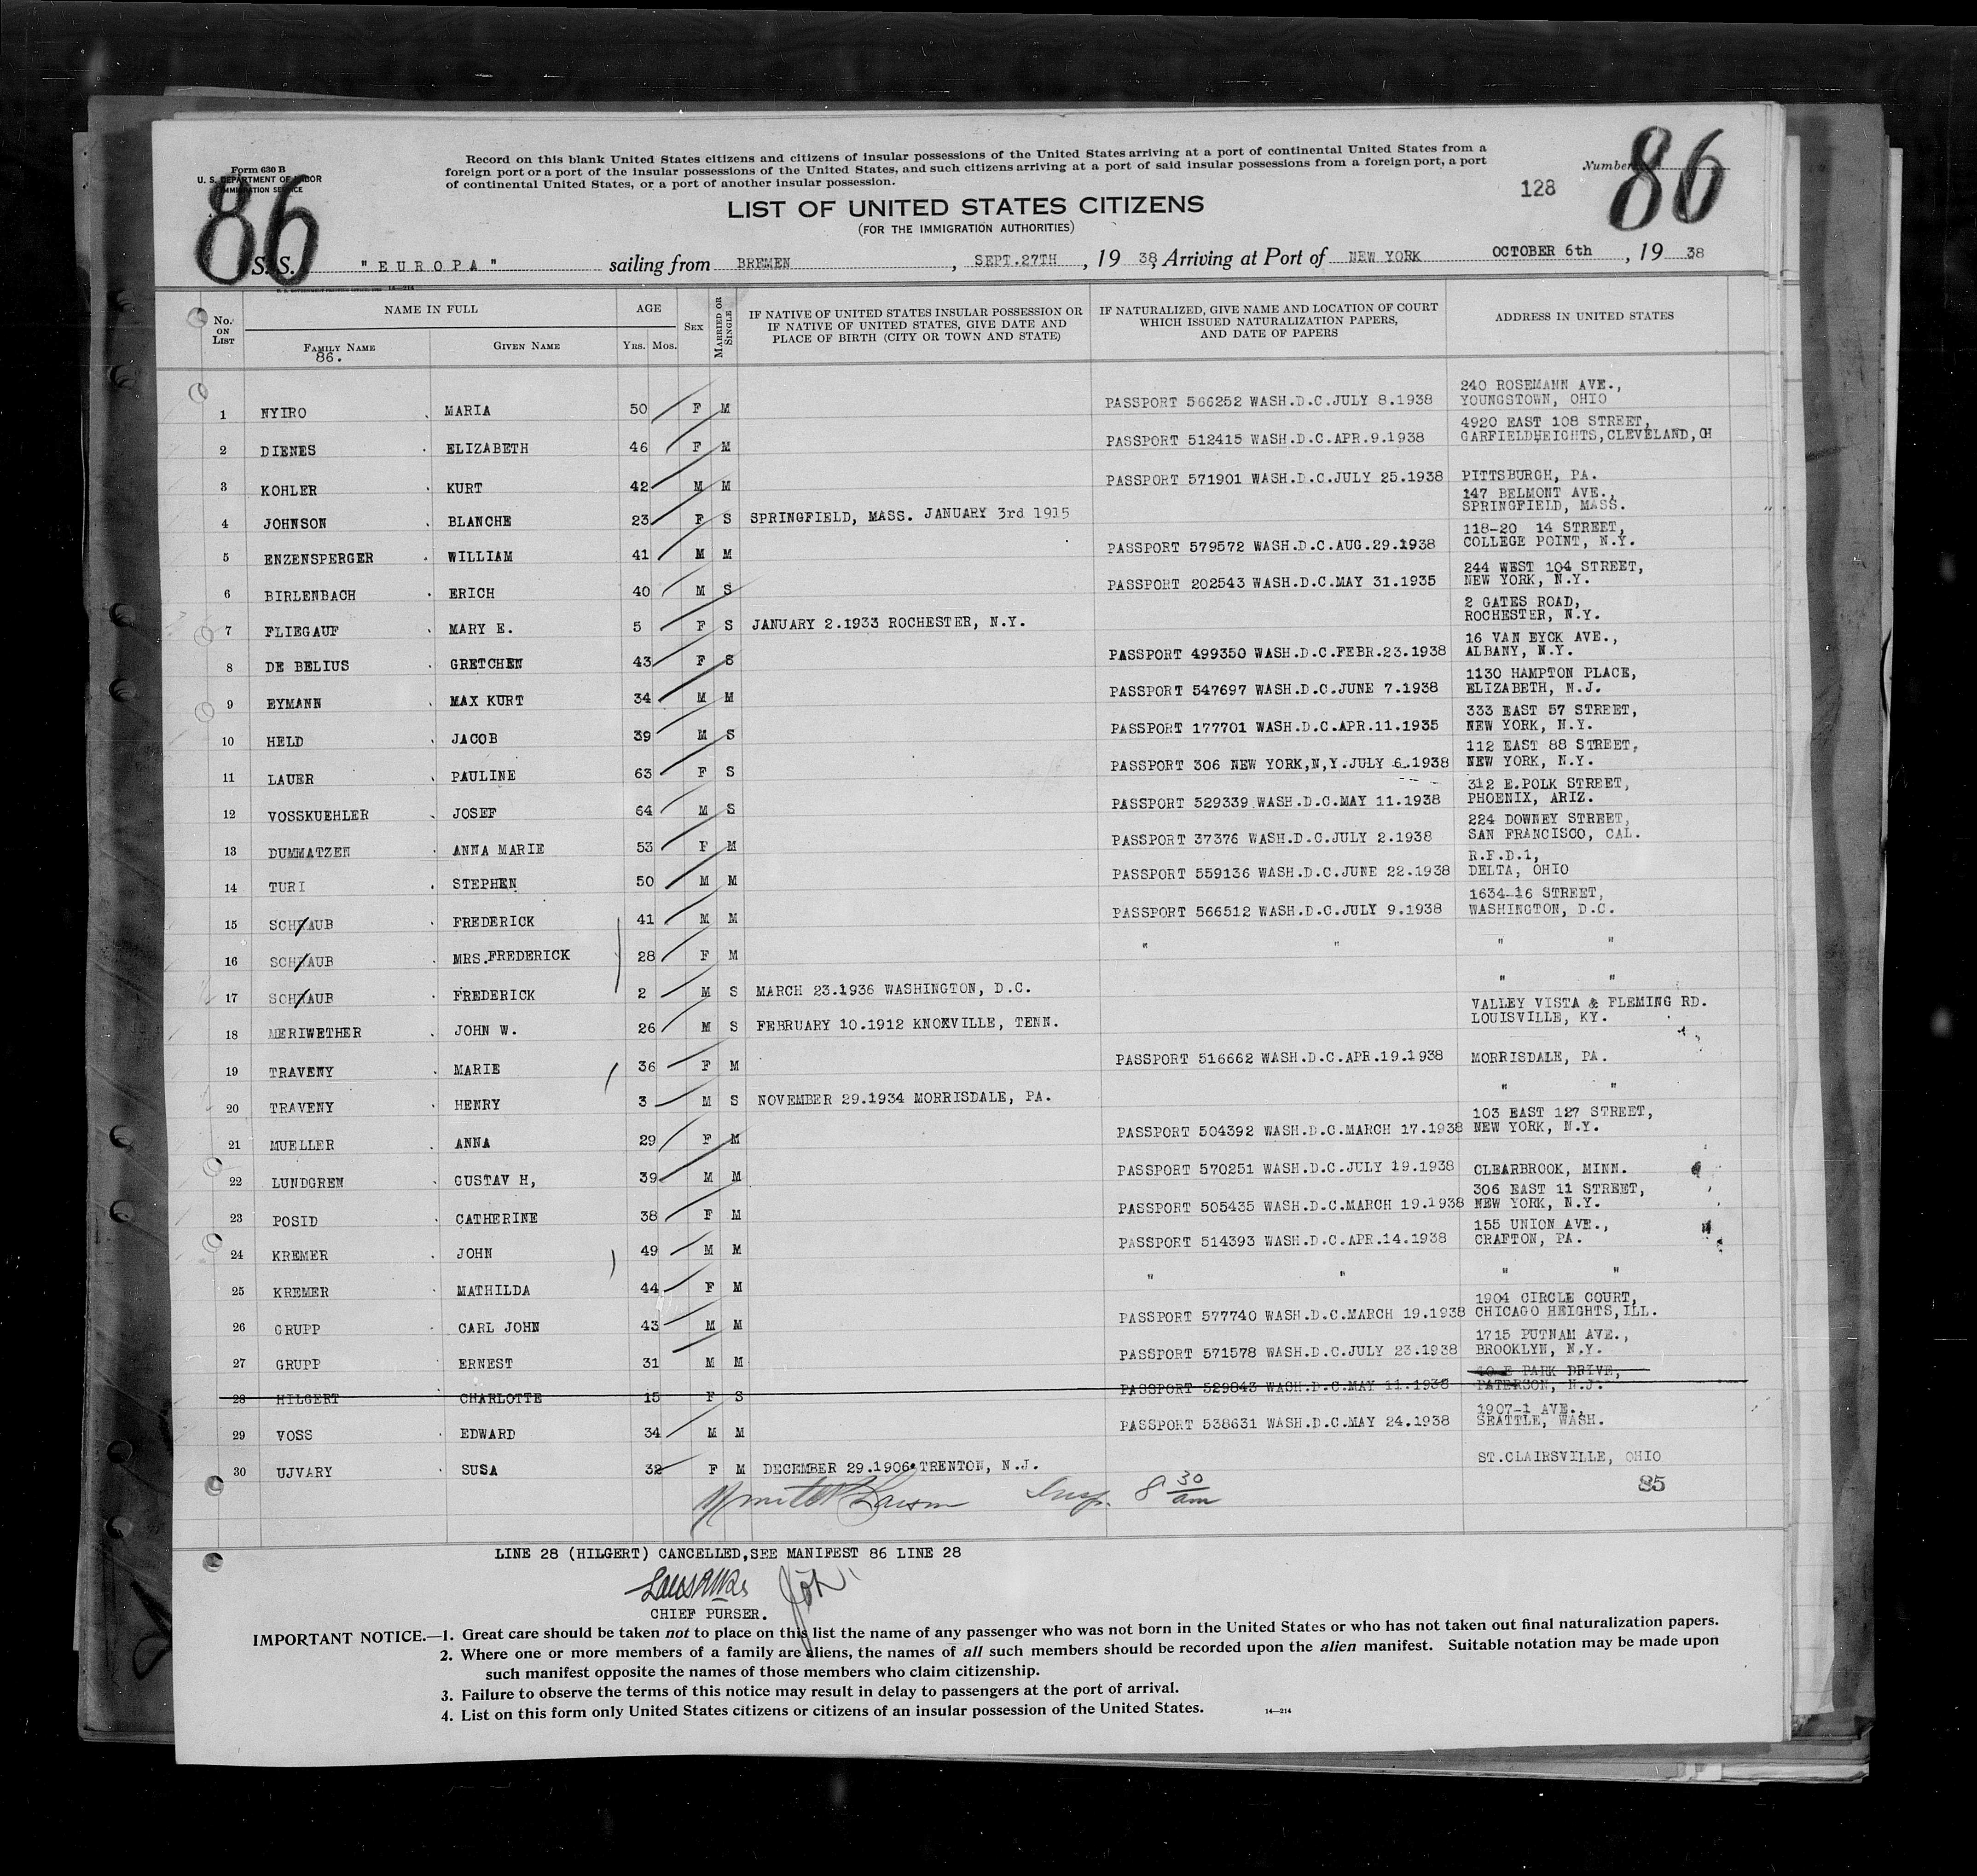 86
86
Form 630 B
U. S. DEPARTMENT OF LABOR
IMMIGRATION SERVICE
Record on this blank United States citizens and citizens of insular possessions of the United States arriving at a port of continental United States from a
foreign port or a port of the insular possessions of the United States, and such citizens arriving at a port of said insular possessions from a foreign port, a port
of continental United States, or a port of another insular possession.
Number
128
LIST OF UNITED STATES CITIZENS
(FOR THE IMMIGRATION AUTHORITIES)
S. S. "EUROPA" sailing from BREMEN, SEPT.27TH, 19 38, Arriving at Port of NEW YORK OCTOBER 6th, 19 38
No. ON LIST
NAME IN FULL
FAMILY NAME
86.
GIVEN NAME
AGE
YRS. MOS.
SEX
MARRIED OR SINGLE
IF NATIVE OF UNITED STATES INSULAR POSSESSION OR
IF NATIVE OF UNITED STATES, GIVE DATE AND
PLACE OF BIRTH (CITY OR TOWN AND STATE)
IF NATURALIZED, GIVE NAME AND LOCATION OF COURT
WHICH ISSUED NATURALIZATION PAPERS,
AND DATE OF PAPERS
ADDRESS IN UNITED STATES
1 NYIRO MARIA 50 F M PASSPORT 566252 WASH.D.C.JULY 8.1938 240 ROSEMANN AVE.,
YOUNGSTOWN, OHIO
2 DIENES ELIZABETH 46 F M PASSPORT 512415 WASH.D.C.APR.9.1938 4920 EAST 108 STREET,
GARFIELDHEIGHTS,CLEVELAND,OH
3 KOHLER KURT 42 M M PASSPORT 571901 WASH.D.C.JULY 25.1938 PITTSBURGH, PA.
4 JOHNSON BLANCHE 23 F S SPRINGFIELD, MASS. JANUARY 3rd 1915 147 BELMONT AVE.,
SPRINGFIELD, MASS.
5 ENZENSPERGER WILLIAM 41 M M PASSPORT 579572 WASH.D.C.AUG.29.1938 118-20 14 STREET,
COLLEGE POINT, N.Y.
6 BIRLENBACH ERICH 40 M S PASSPORT 202543 WASH.D.C.MAY 31.1935 244 WEST 104 STREET,
NEW YORK, N.Y.
7 FLIEGAUF MARY E. 5 F S JANUARY 2.1933 ROCHESTER, N.Y. 2 GATES ROAD,
ROCHESTER, N.Y.
8 DE BELIUS GRETCHEN 43 F S PASSPORT 499350 WASH.D.C.FEBR.23.1938 16 VAN EYCK AVE.,
ALBANY, N.Y.
9 EYMANN MAX KURT 34 M M PASSPORT 547697 WASH.D.C.JUNE 7.1938 1130 HAMPTON PLACE,
ELIZABETH, N.J.
10 HELD JACOB 39 M S PASSPORT 177701 WASH.D.C.APR.11.1935 333 EAST 57 STREET,
NEW YORK, N.Y.
11 LAUER PAULINE 63 F S PASSPORT 306 NEW YORK,N,Y.JULY 6.1938 112 EAST 88 STREET,
NEW YORK, N.Y.
12 VOSSKUEHLER JOSEF 64 M S PASSPORT 529339 WASH.D.C.MAY 11.1938 312 E.POLK STREET,
PHOENIX, ARIZ.
13 DUMMATZEN ANNA MARIE 53 F M PASSPORT 37376 WASH.D.C.JULY 2.1938 224 DOWNEY STREET,
SAN FRANCISCO, CAL.
14 TURI STEPHEN 50 M M PASSPORT 559136 WASH.D.C.JUNE 22.1938 R.F.D.1,
DELTA, OHIO
15 SCHRAUB FREDERICK 41 M M PASSPORT 566512 WASH.D.C.JULY 9.1938 1634-16 STREET,
WASHINGTON, D.C.
16 SCHRAUB MRS.FREDERICK 28 F M " " " "
17 SCHRAUB FREDERICK 2 M S MARCH 23.1936 WASHINGTON, D.C. " "
18 MERIWETHER JOHN W. 26 M S FEBRUARY 10.1912 KNOXVILLE, TENN. VALLEY VISTA & FLEMING RD.
LOUISVILLE, KY.
19 TRAVENY MARIE 36 F M PASSPORT 516662 WASH.D.C.APR.19.1938 MORRISDALE, PA.
20 TRAVENY HENRY 3 M S NOVEMBER 29.1934 MORRISDALE, PA. " "
21 MUELLER ANNA 29 F M PASSPORT 504392 WASH.D.C.MARCH 17.1938 103 EAST 127 STREET,
NEW YORK, N.Y.
22 LUNDGREN GUSTAV H, 39 M M PASSPORT 570251 WASH.D.C.JULY 19.1938 CLEARBROOK, MINN.
23 POSID CATHERINE 38 F M PASSPORT 505435 WASH.D.C.MARCH 19.1938 306 EAST 11 STREET,
NEW YORK, N.Y.
24 KREMER JOHN 49 M M PASSPORT 514393 WASH.D.C.APR.14.1938 155 UNION AVE.,
CRAFTON, PA.
25 KREMER MATHILDA 44 F M " " " "
26 GRUPP CARL JOHN 43 M M PASSPORT 577740 WASH.D.C.MARCH 19.1938 1904 CIRCLE COURT,
CHICAGO HEIGHTS,ILL.
27 GRUPP ERNEST 31 M M PASSPORT 571578 WASH.D.C.JULY 23.1938 1715 PUTNAM AVE.,
BROOKLYN, N.Y.
28 HILGERT CHARLOTTE 15 F S PASSPORT 529843 WASH.D.C.MAY 11.1938 40 E PARK DRIVE,
PATERSON, N.J.
29 VOSS EDWARD 34 M M PASSPORT 538631 WASH.D.C.MAY 24.1938 1907-1 AVE.,
SEATTLE, WASH.
30 UJVARY SUSA 32 F M DECEMBER 29.1906.TRENTON, N.J. ST.CLAIRSVILLE, OHIO
Insp. 8 30 am
85
LINE 28 (HILGERT) CANCELLED,SEE MANIFEST 86 LINE 28
CHIEF PURSER.
IMPORTANT NOTICE.—1. Great care should be taken not to place on this list the name of any passenger who was not born in the United States or who has not taken out final naturalization papers.
2. Where one or more members of a family are aliens, the names of all such members should be recorded upon the alien manifest. Suitable notation may be made upon
such manifest opposite the names of those members who claim citizenship.
3. Failure to observe the terms of this notice may result in delay to passengers at the port of arrival.
4. List on this form only United States citizens or citizens of an insular possession of the United States.
14—214